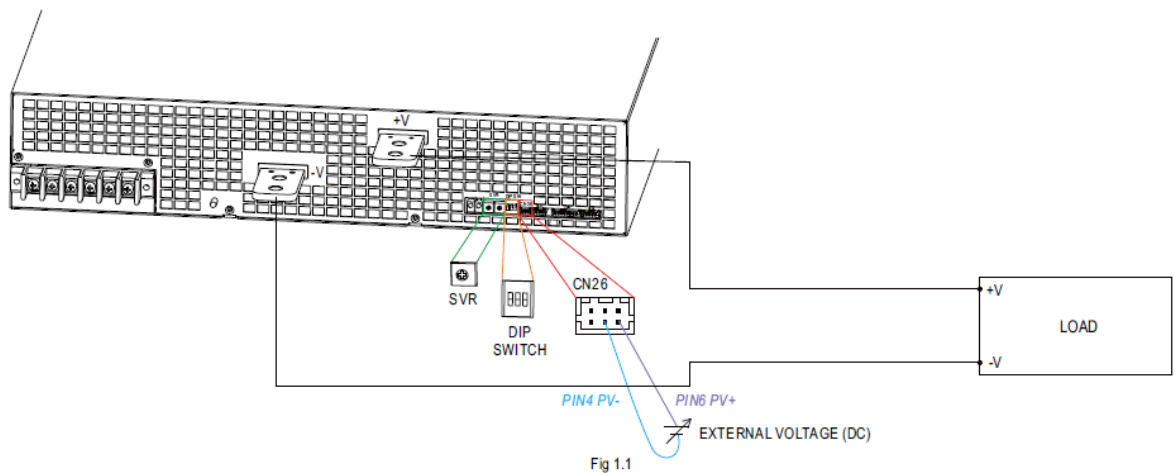 +V
-V
SVR
DIP
SWITCH
CN26
+V
LOAD
-V
PIN4 PV-
PIN6 PV+
EXTERNAL VOLTAGE (DC)
Fig 1.1